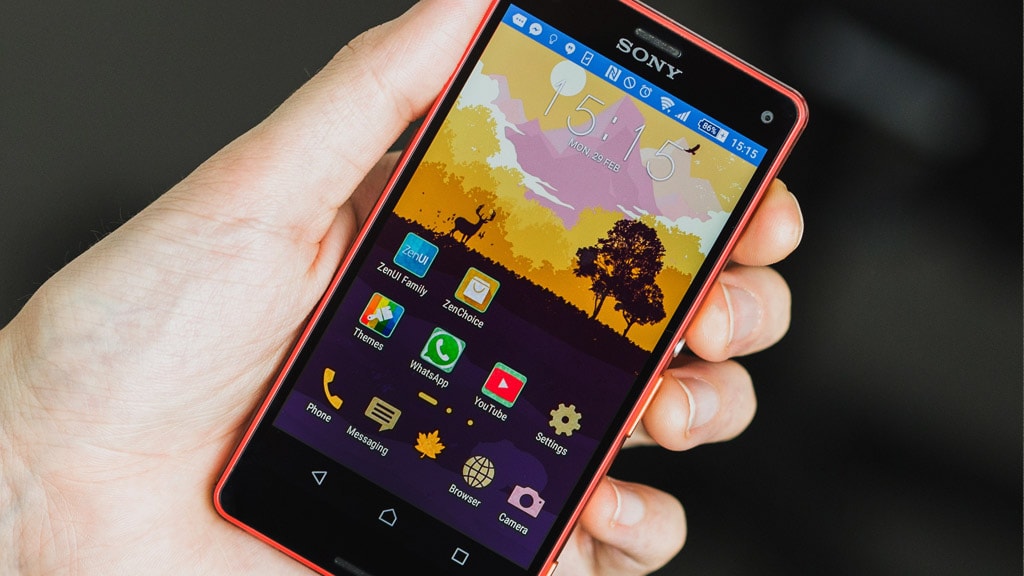 SONY
86%
15:15
15:15
MON, 29 FEB
ZenUI
ZenUI Family
ZenChoice
Themes
WhatsApp
YouTube
Settings
Phone
Messaging
Browser
Camera